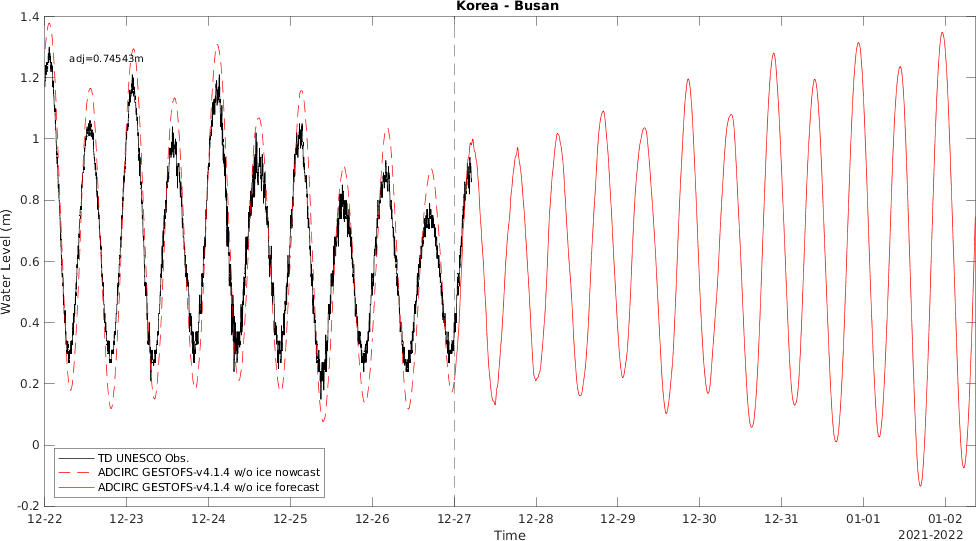 Korea - Busan
adj=0.74543m
Water Level (m)
1.4
1.2
1
0.8
0.6
0.4
0.2
0
-0.2
TD UNESCO Obs.
ADCIRC GESTOFS-v4.1.4 w/o ice nowcast
ADCIRC GESTOFS-v4.1.4 w/o ice forecast
12-22 12-23 12-24 12-25 12-26 12-27 12-28 12-29 12-30 12-31 01-01 01-02
Time
2021-2022